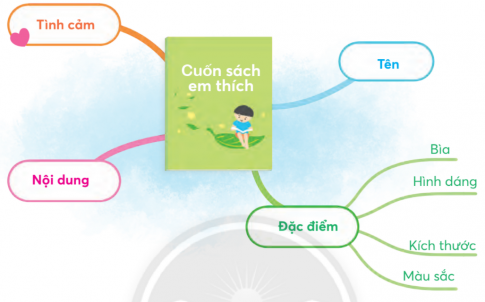 Tình cảm
Cuốn sách
em thích
Tên
Nội dung
Đặc điểm
Bìa
Hình dáng
Kích thước
Màu sắc